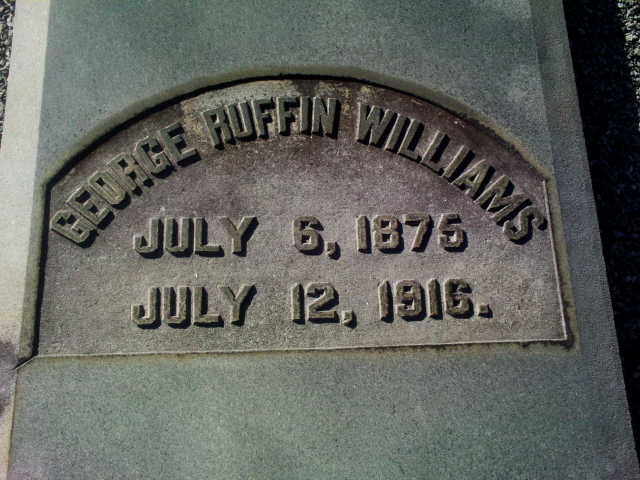 GEORGE RUFFIN WILLIAMS
JULY 6, 1875
JULY 12, 1916.